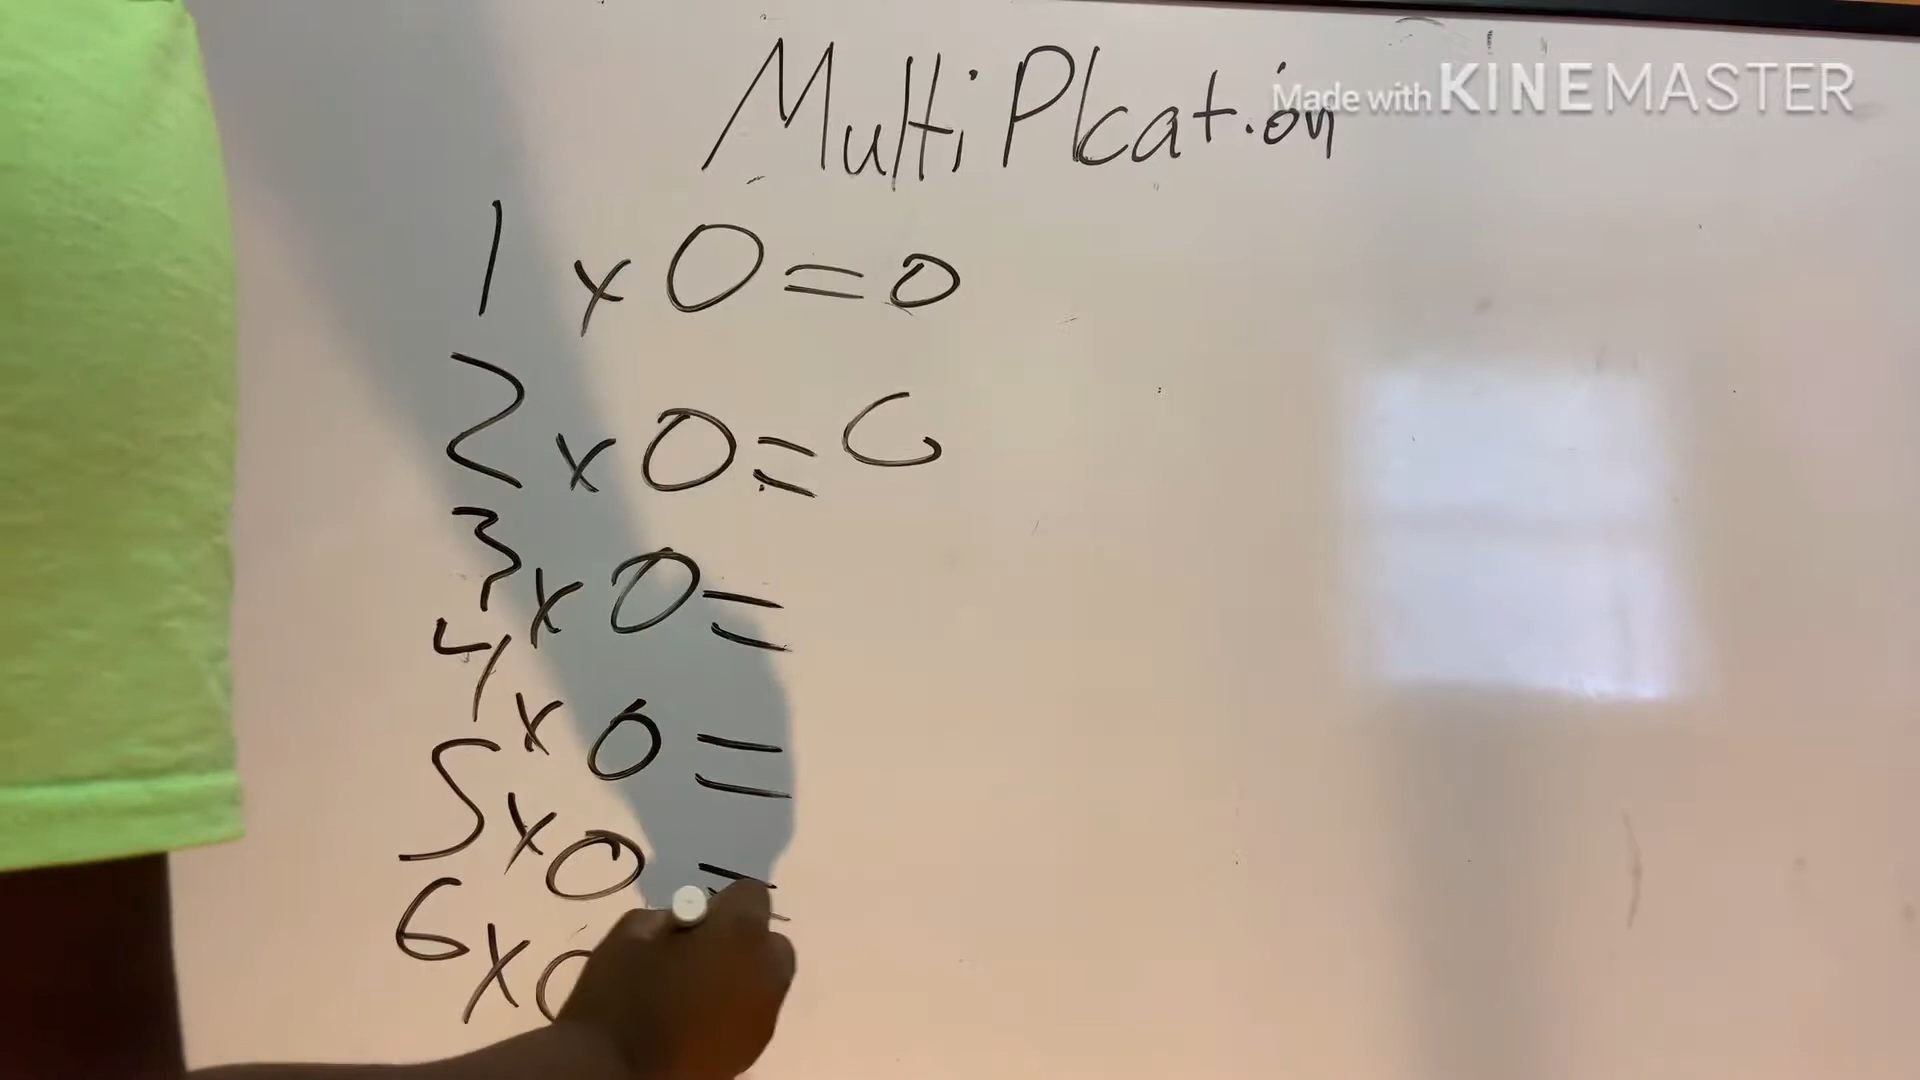 MultiPlcation
Made with KINEMASTER
1 x 0 = 0
2 x 0 = 0
3 x 0 =
4 x 0 =
5 x 0 =
6 x 0